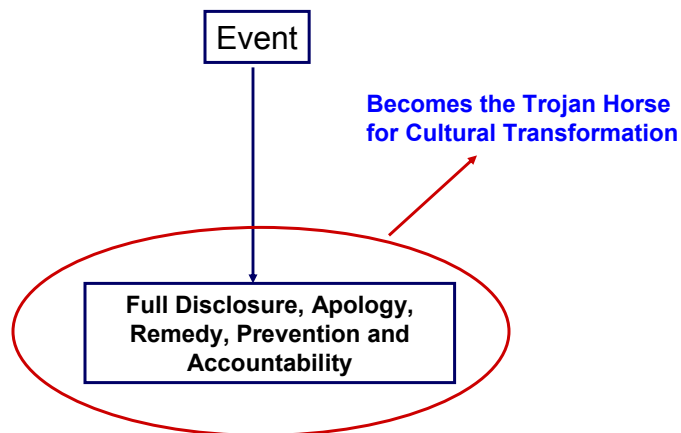 Event
Becomes the Trojan Horse
for Cultural Transformation
Full Disclosure, Apology,
Remedy, Prevention and
Accountability